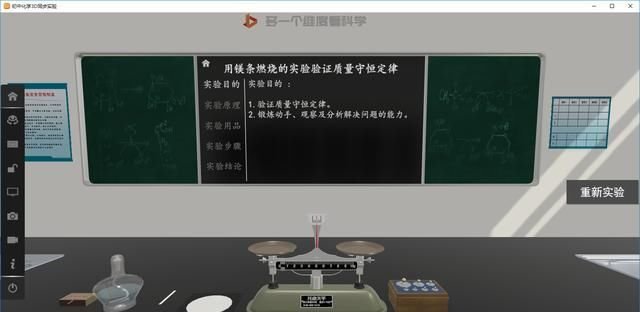 初中化学3D同步实验
多一个维度看科学
用镁条燃烧的实验验证质量守恒定律
实验目的
实验原理
实验用品
实验步骤
实验结论
实验目的：
1.验证质量守恒定律。
2.锻炼动手、观察及分析解决问题的能力。
重新实验
托盘天平